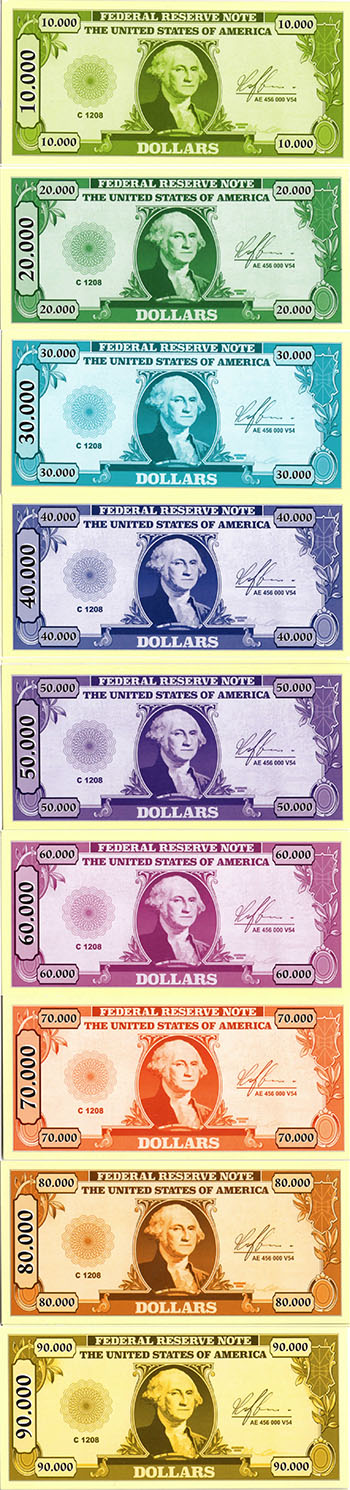 FEDERAL RESERVE NOTE
10.000 10.000
THE UNITED STATES OF AMERICA
10.000
AE 456 000 V54
C 1208
10.000 10.000
DOLLARS
FEDERAL RESERVE NOTE
20.000 20.000
THE UNITED STATES OF AMERICA
20.000
AE 456 000 V54
C 1208
20.000 20.000
DOLLARS
FEDERAL RESERVE NOTE
30.000 30.000
THE UNITED STATES OF AMERICA
30.000
AE 456 000 V54
C 1208
30.000 30.000
DOLLARS
FEDERAL RESERVE NOTE
40.000 40.000
THE UNITED STATES OF AMERICA
40.000
AE 456 000 V54
C 1208
40.000 40.000
DOLLARS
FEDERAL RESERVE NOTE
50.000 50.000
THE UNITED STATES OF AMERICA
50.000
AE 456 000 V54
C 1208
50.000 50.000
DOLLARS
FEDERAL RESERVE NOTE
60.000 60.000
THE UNITED STATES OF AMERICA
60.000
AE 456 000 V54
C 1208
60.000 60.000
DOLLARS
FEDERAL RESERVE NOTE
70.000 70.000
THE UNITED STATES OF AMERICA
70.000
AE 456 000 V54
C 1208
70.000 70.000
DOLLARS
FEDERAL RESERVE NOTE
80.000 80.000
THE UNITED STATES OF AMERICA
80.000
AE 456 000 V54
C 1208
80.000 80.000
DOLLARS
FEDERAL RESERVE NOTE
90.000 90.000
THE UNITED STATES OF AMERICA
90.000
AE 456 000 V54
C 1208
90.000 90.000
DOLLARS